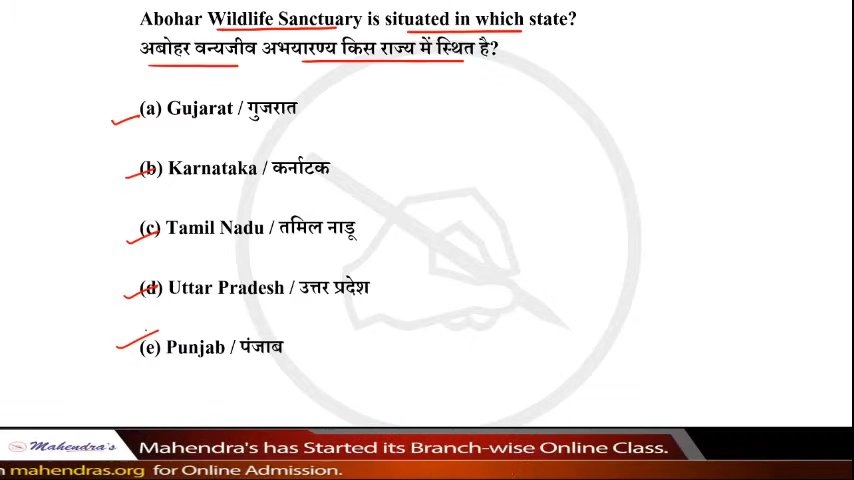 Abohar Wildlife Sanctuary is situated in which state?
अबोहर वन्यजीव अभयारण्य किस राज्य में स्थित है?
(a) Gujarat / गुजरात
(b) Karnataka / कर्नाटक
(c) Tamil Nadu / तमिल नाडू
(d) Uttar Pradesh / उत्तर प्रदेश
(e) Punjab / पंजाब
Mahendra's
Mahendra's has Started its Branch-wise Online Class.
mahendras.org for Online Admission.